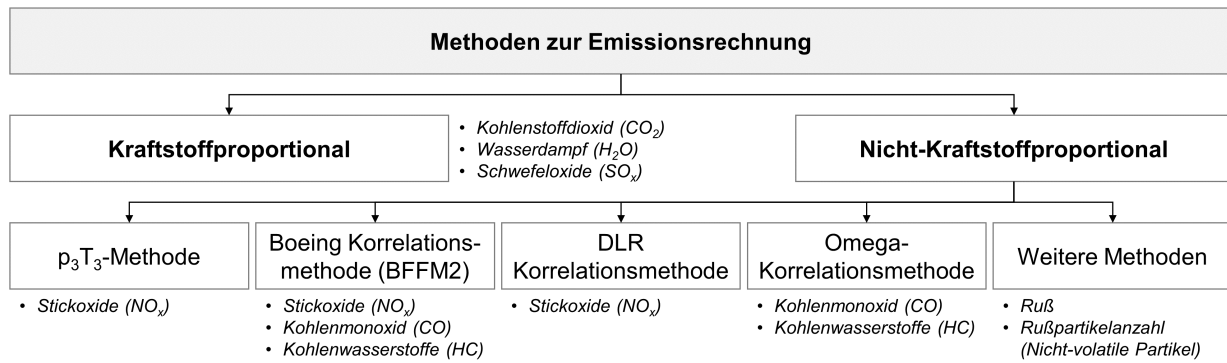 Methoden zur Emissionsrechnung
Kraftstoffproportional
• Kohlenstoffdioxid (CO₂)
• Wasserdampf (H₂O)
• Schwefeloxide (SOₓ)
Nicht-Kraftstoffproportional
p₃T₃-Methode
• Stickoxide (NOₓ)
Boeing Korrelations-
methode (BFFM2)
• Stickoxide (NOₓ)
• Kohlenmonoxid (CO)
• Kohlenwasserstoffe (HC)
DLR
Korrelationsmethode
• Stickoxide (NOₓ)
Omega-
Korrelationsmethode
• Kohlenmonoxid (CO)
• Kohlenwasserstoffe (HC)
Weitere Methoden
• Ruß
• Rußpartikelanzahl
(Nicht-volatile Partikel)